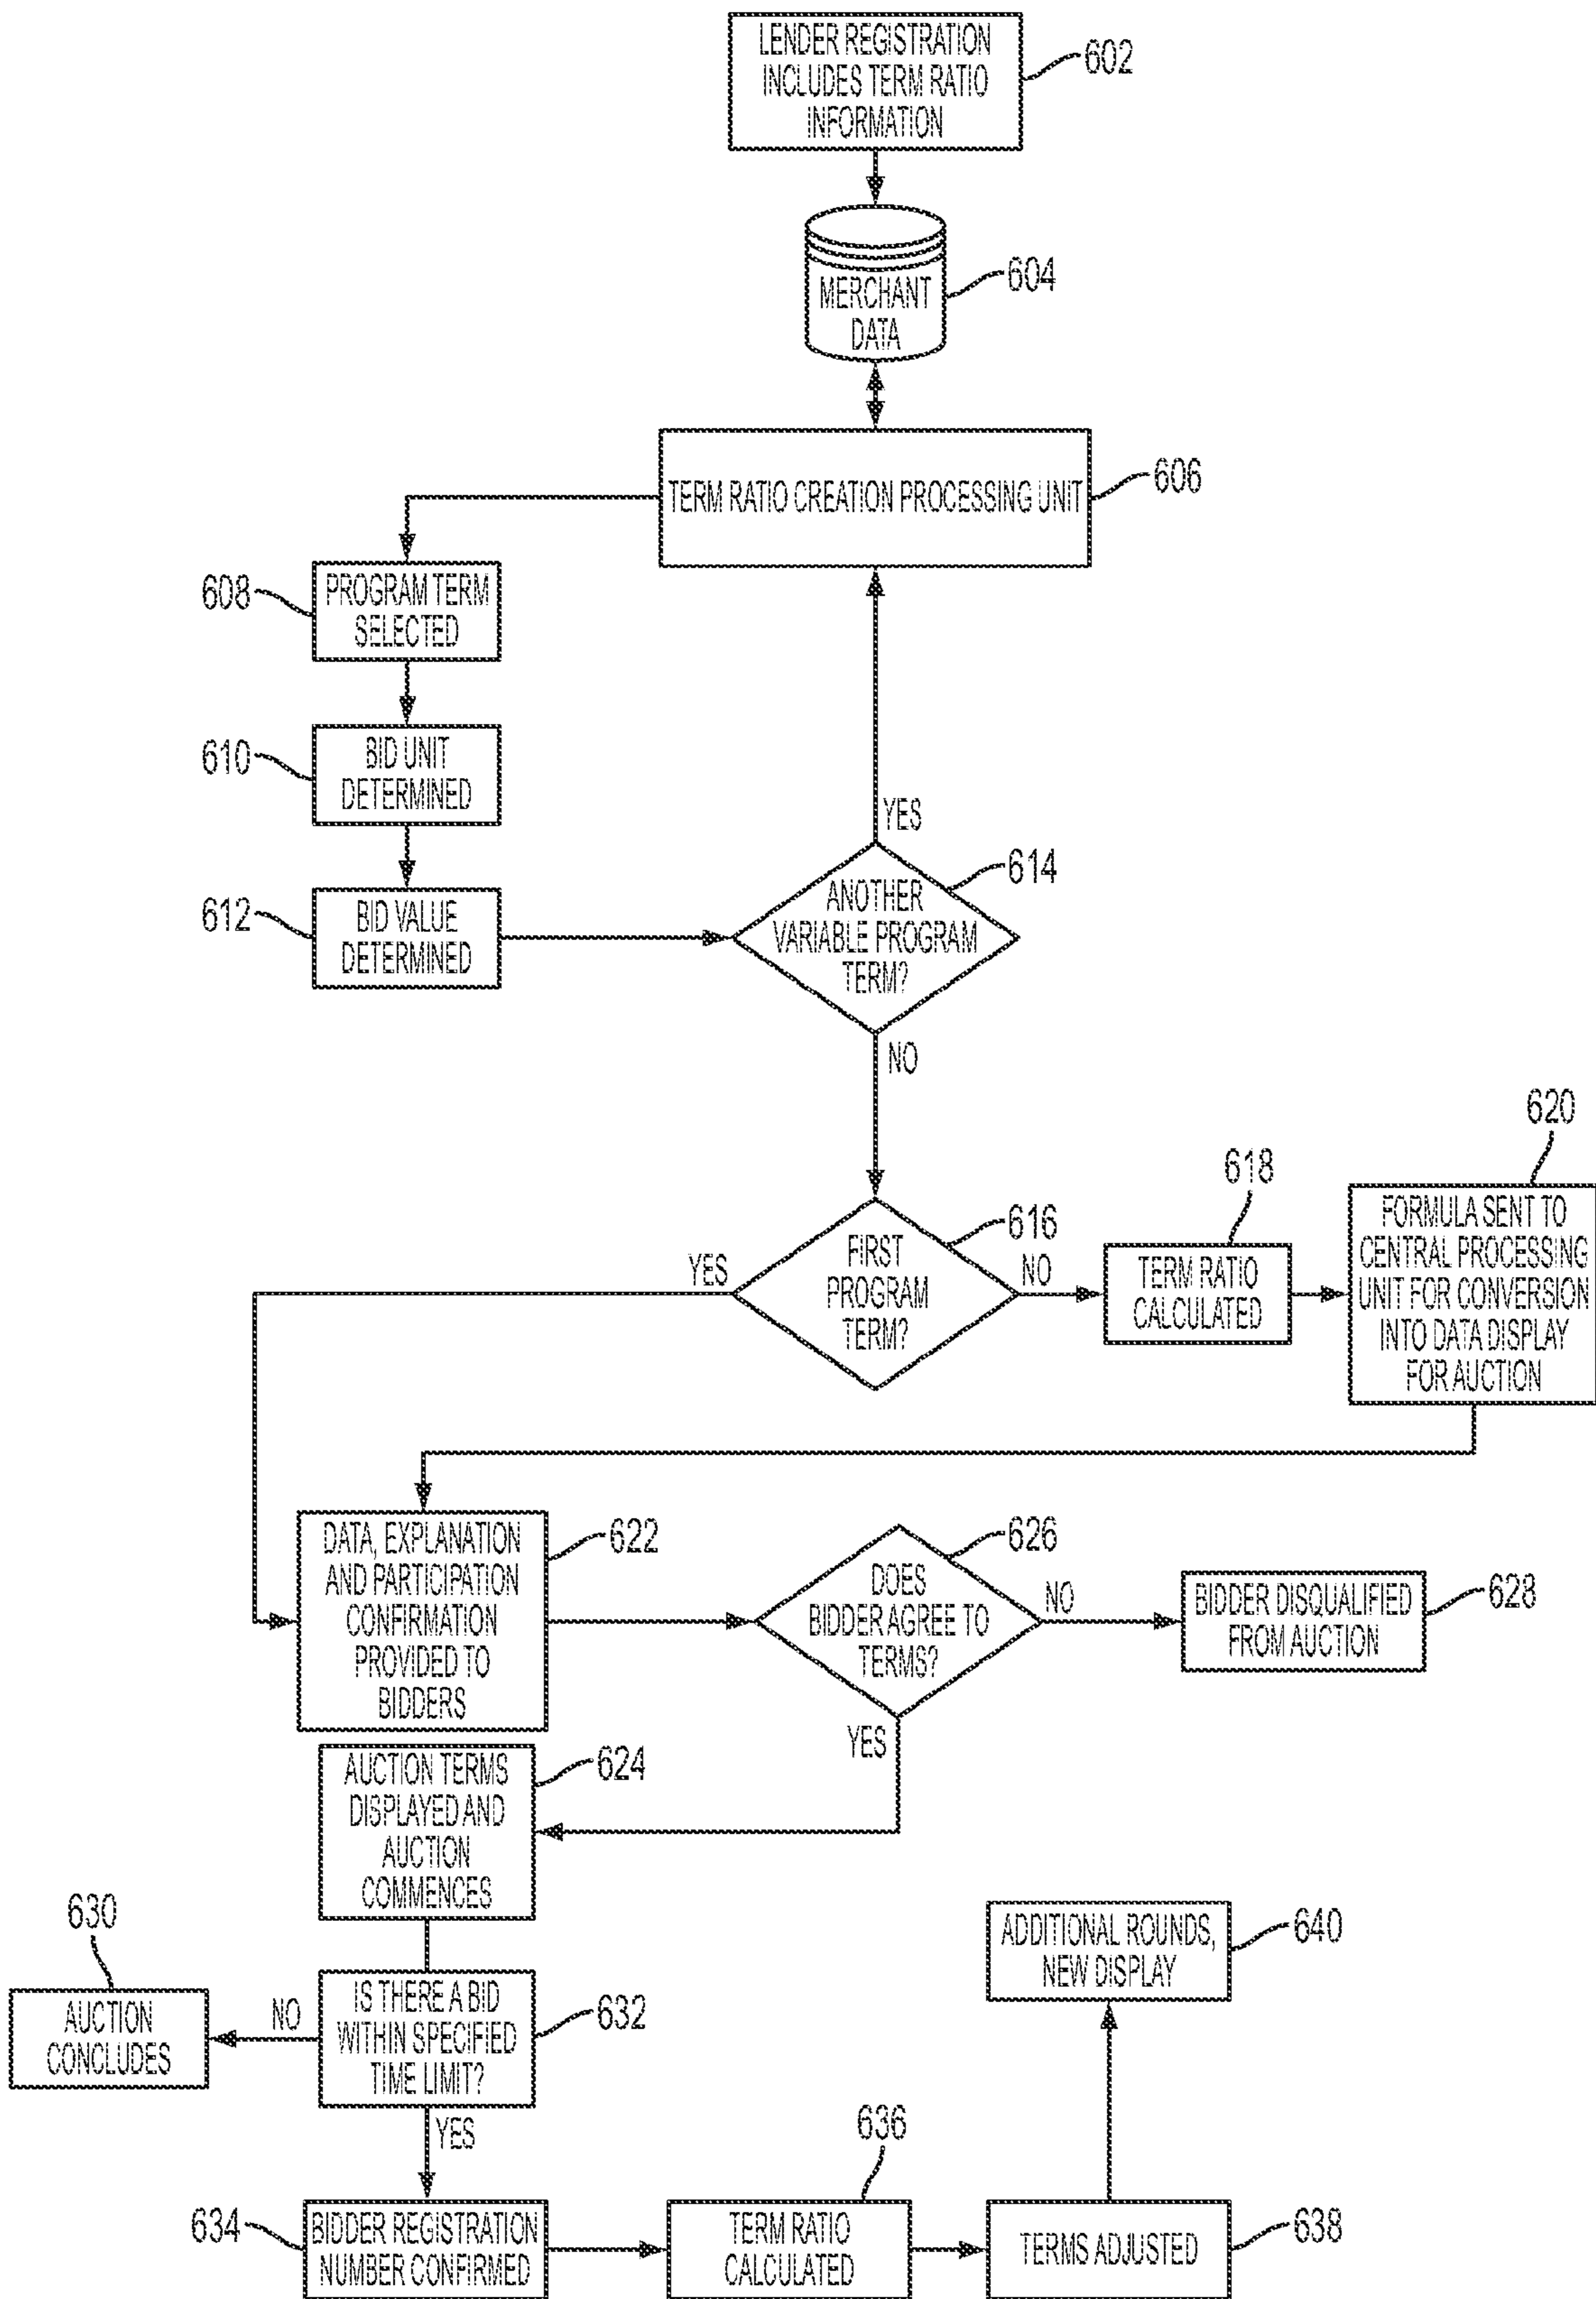 LENDER REGISTRATION
INCLUDES TERM RATIO
INFORMATION
602
MERCHANT
DATA
604
TERM RATIO CREATION PROCESSING UNIT
606
PROGRAM TERM
SELECTED
608
BID UNIT
DETERMINED
610
BID VALUE
DETERMINED
612
YES
ANOTHER
VARIABLE PROGRAM
TERM?
614
NO
FIRST
PROGRAM
TERM?
616
YES
NO
TERM RATIO
CALCULATED
618
FORMULA SENT TO
CENTRAL PROCESSING
UNIT FOR CONVERSION
INTO DATA DISPLAY
FOR AUCTION
620
DATA, EXPLANATION
AND PARTICIPATION
CONFIRMATION
PROVIDED TO
BIDDERS
622
DOES
BIDDER AGREE TO
TERMS?
626
NO
BIDDER DISQUALIFIED
FROM AUCTION
628
YES
AUCTION TERMS
DISPLAYED AND
AUCTION
COMMENCES
624
630
AUCTION
CONCLUDES
NO
IS THERE A BID
WITHIN SPECIFIED
TIME LIMIT?
632
YES
ADDITIONAL ROUNDS,
NEW DISPLAY
640
634
BIDDER REGISTRATION
NUMBER CONFIRMED
636
TERM RATIO
CALCULATED
TERMS ADJUSTED
638